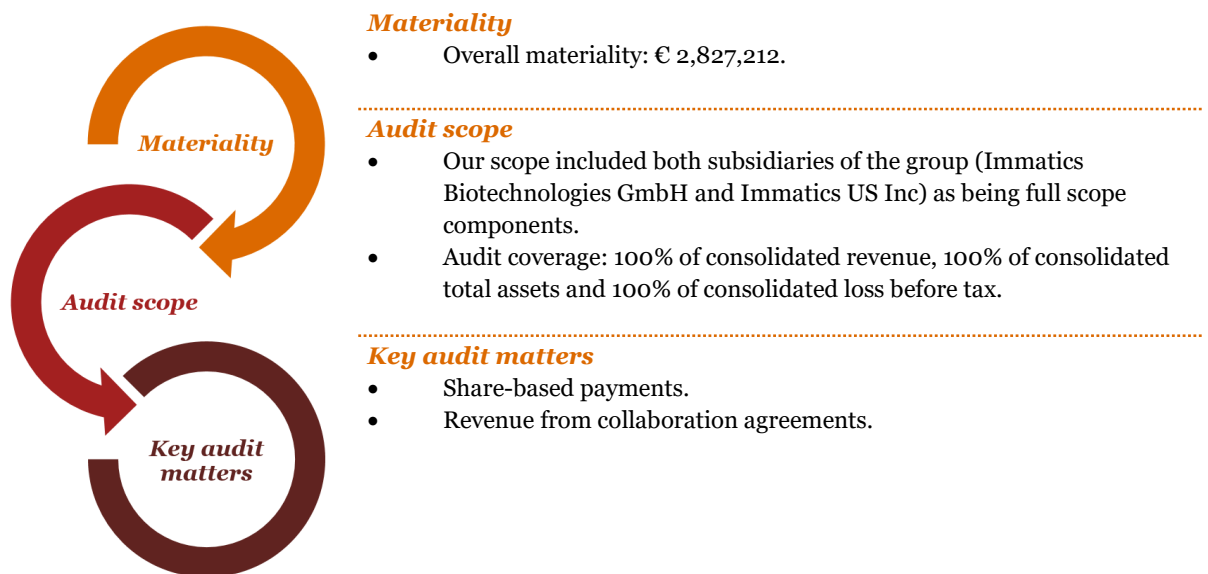 Materiality
Materiality
• Overall materiality: € 2,827,212.
Audit scope
Audit scope
• Our scope included both subsidiaries of the group (Immatics
Biotechnologies GmbH and Immatics US Inc) as being full scope
components.
• Audit coverage: 100% of consolidated revenue, 100% of consolidated
total assets and 100% of consolidated loss before tax.
Key audit
matters
Key audit matters
• Share-based payments.
• Revenue from collaboration agreements.